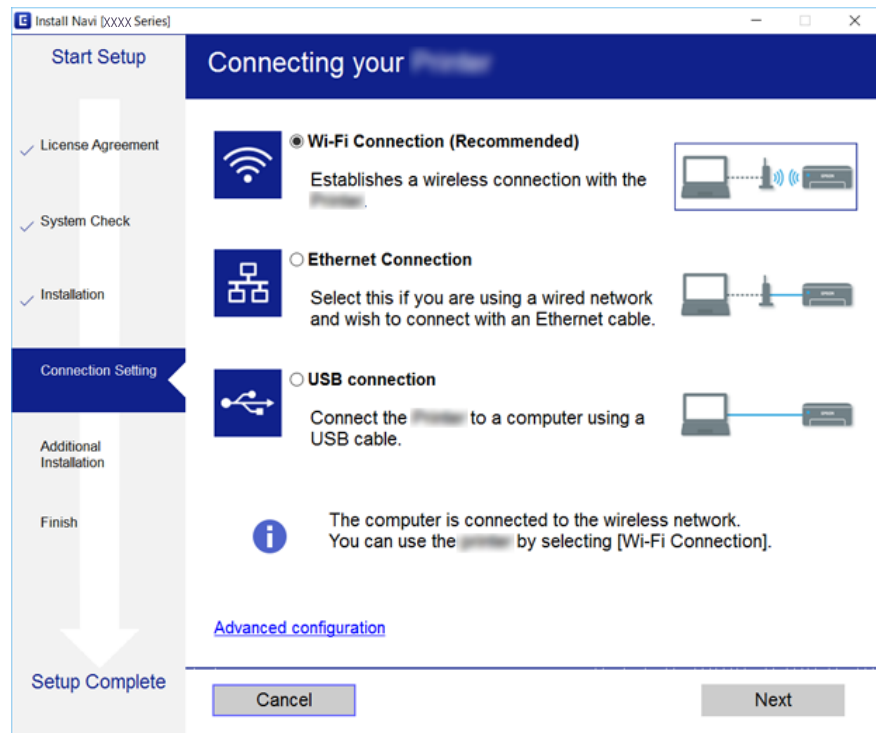 Install Navi [XXXX Series]
Start Setup
License Agreement
System Check
Installation
Connection Setting
Additional
Installation
Finish
Setup Complete
Connecting your
Wi-Fi Connection (Recommended)
Establishes a wireless connection with the
.
Ethernet Connection
Select this if you are using a wired network
and wish to connect with an Ethernet cable.
USB connection
Connect the to a computer using a
USB cable.
The computer is connected to the wireless network.
You can use the by selecting [Wi-Fi Connection].
Advanced configuration
Cancel
Next